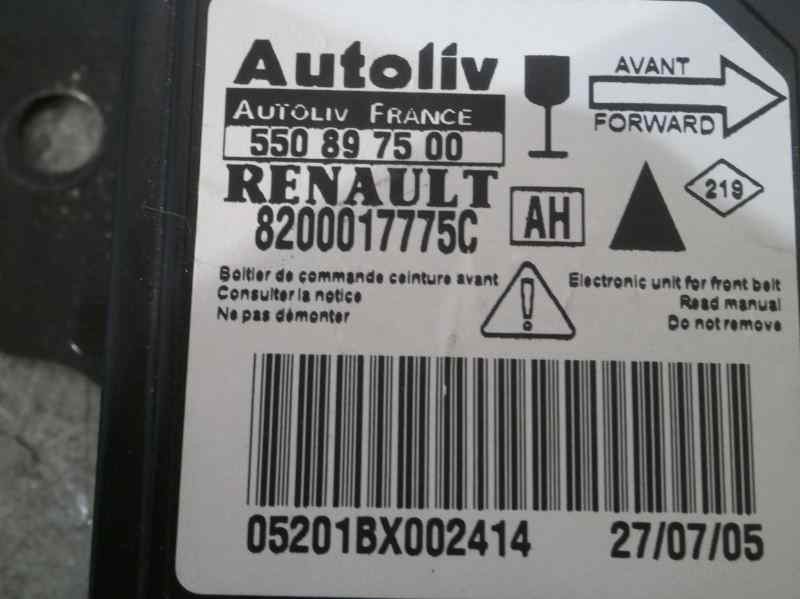 Autoliv
AUTOLIV FRANCE
550 89 75 00
RENAULT
8200017775C
AH
AVANT
FORWARD
219
Boîtier de commande ceinture avant
Consulter la notice
Ne pas démonter
!
Electronic unit for front belt
Read manual
Do not remove
05201BX002414
27/07/05